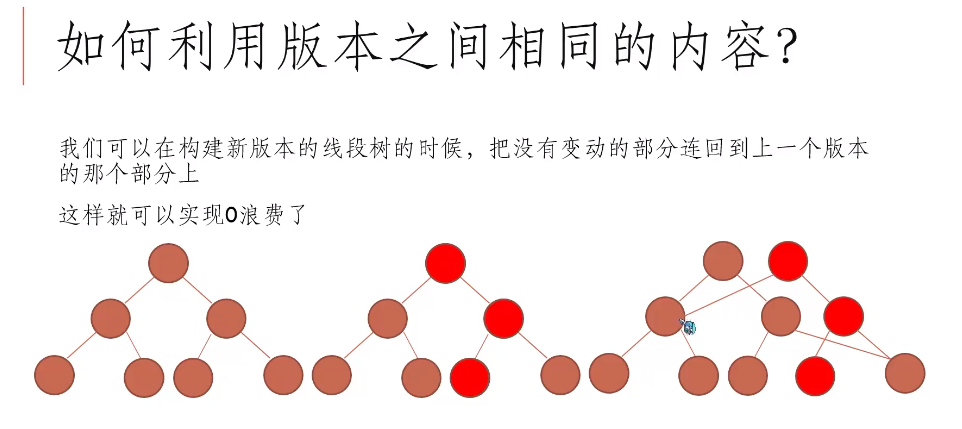 如何利用版本之间相同的内容?
我们可以在构建新版本的线段树的时候，把没有变动的部分连回到上一个版本
的那个部分上
这样就可以实现0浪费了